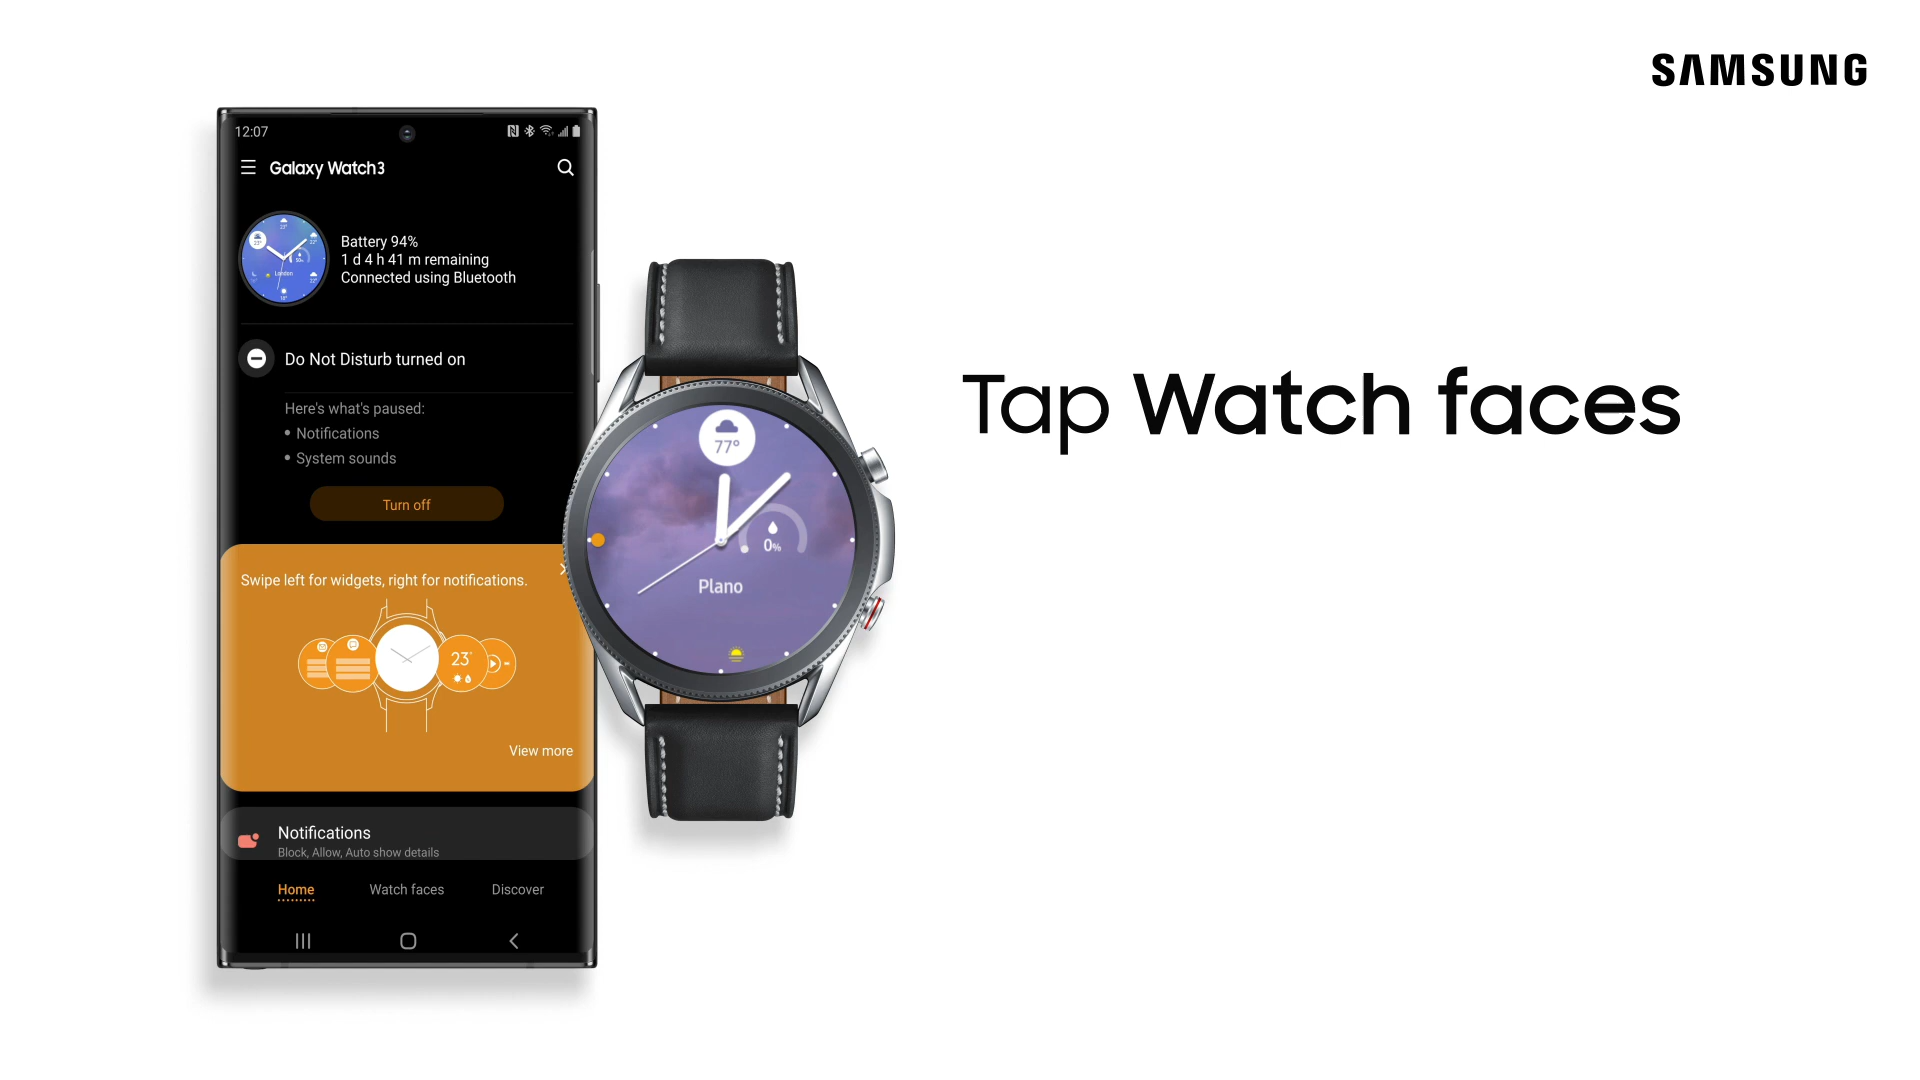 SAMSUNG
12:07
Galaxy Watch3
London
Battery 94%
1 d 4 h 41 m remaining
Connected using Bluetooth
Do Not Disturb turned on
Here's what's paused:
• Notifications
• System sounds
Turn off
Swipe left for widgets, right for notifications.
23°
View more
Notifications
Block, Allow, Auto show details
Home
Watch faces
Discover
77°
0%
Plano
Tap Watch faces